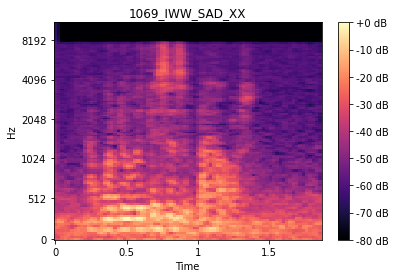 1069_IWW_SAD_XX
+0 dB
8192
-10 dB
4096
-20 dB
-30 dB
2048
Hz
-40 dB
1024
-50 dB
512
-60 dB
-70 dB
0
-80 dB
0
0.5
1
1.5
Time